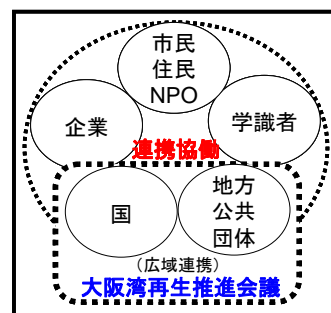 市民
住民
NPO
企業
学識者
連携協働
国
地方
公共
団体
(広域連携)
大阪湾再生推進会議